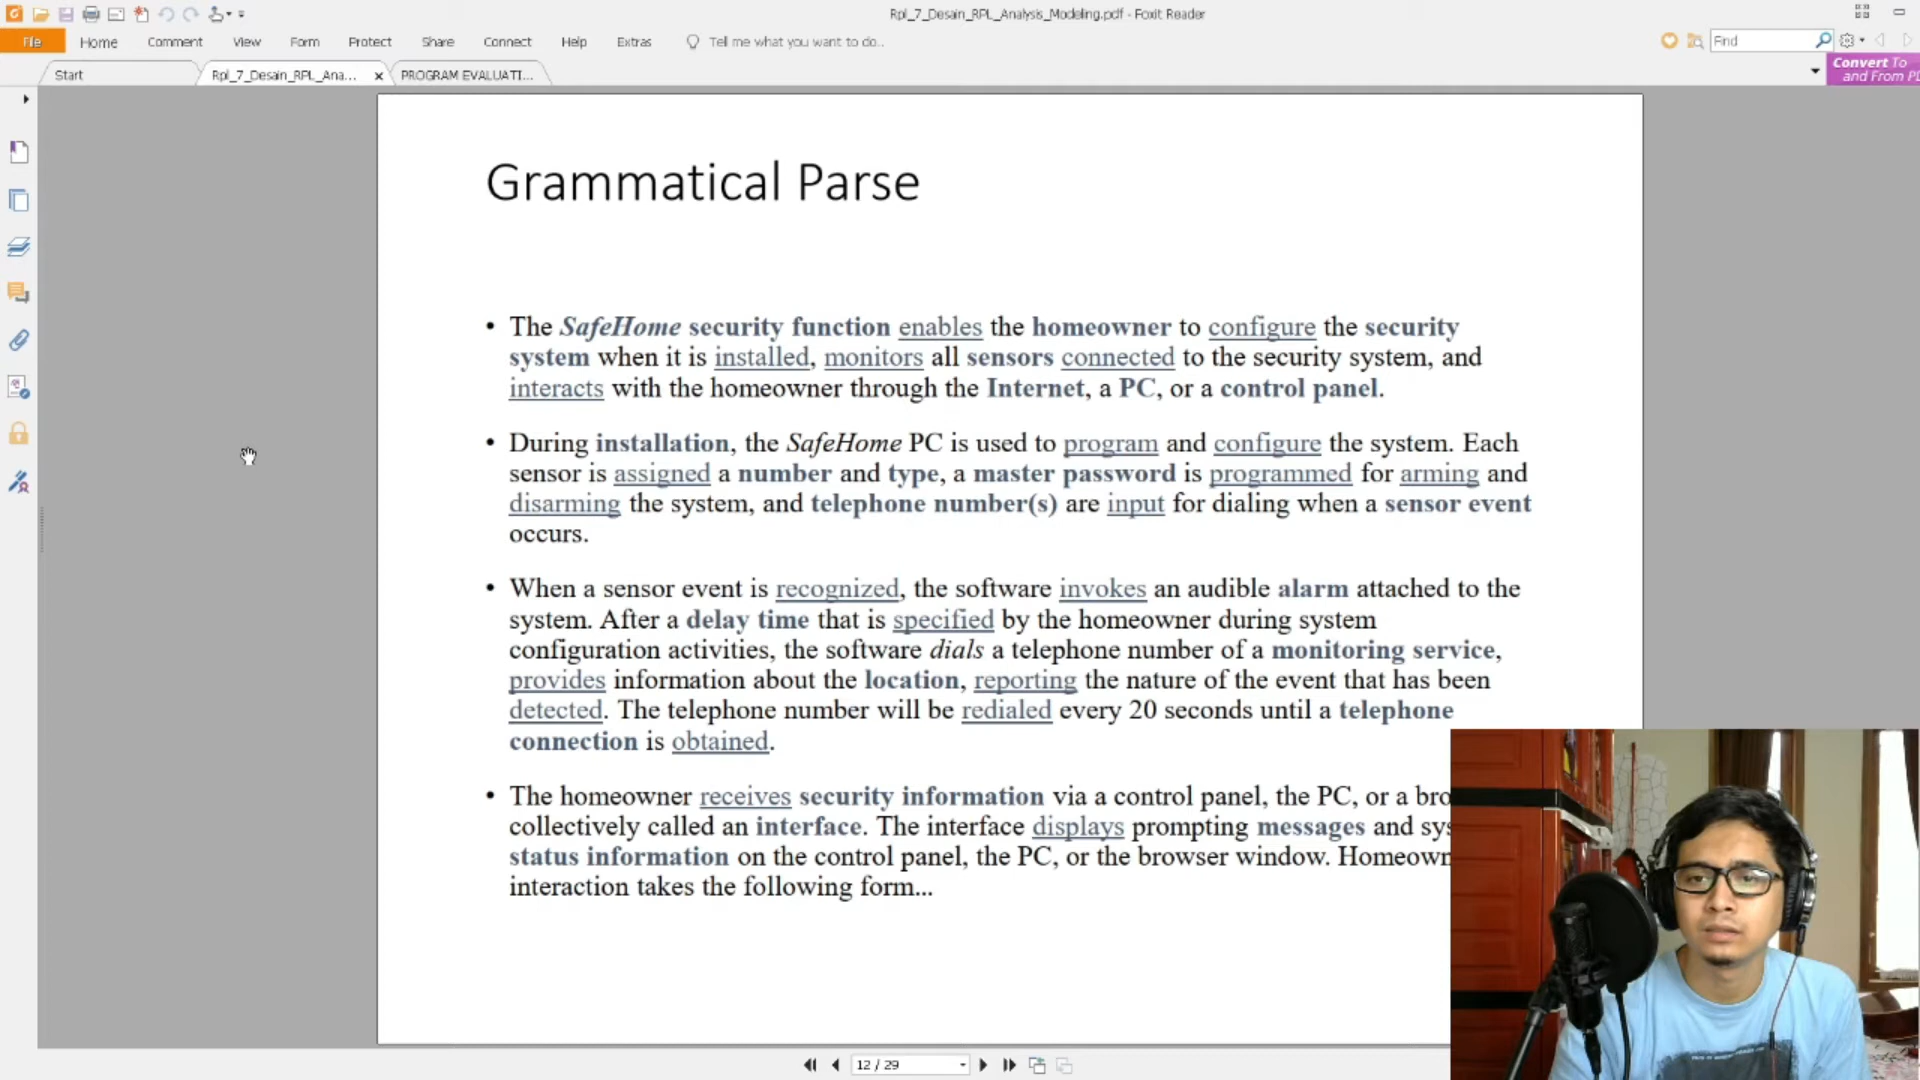 Rpl_7_Desain_RPL_Analysis_Modeling.pdf - Foxit Reader
File Home Comment View Form Protect Share Connect Help Extras Tell me what you want to do.. Find
Start Rpl_7_Desain_RPL_Ana... PROGRAM EVALUATI...
Convert To
and From PD
Grammatical Parse
• The SafeHome security function enables the homeowner to configure the security
system when it is installed, monitors all sensors connected to the security system, and
interacts with the homeowner through the Internet, a PC, or a control panel.
• During installation, the SafeHome PC is used to program and configure the system. Each
sensor is assigned a number and type, a master password is programmed for arming and
disarming the system, and telephone number(s) are input for dialing when a sensor event
occurs.
• When a sensor event is recognized, the software invokes an audible alarm attached to the
system. After a delay time that is specified by the homeowner during system
configuration activities, the software dials a telephone number of a monitoring service,
provides information about the location, reporting the nature of the event that has been
detected. The telephone number will be redialed every 20 seconds until a telephone
connection is obtained.
• The homeowner receives security information via a control panel, the PC, or a bro
collectively called an interface. The interface displays prompting messages and sys
status information on the control panel, the PC, or the browser window. Homeown
interaction takes the following form...
12 / 29